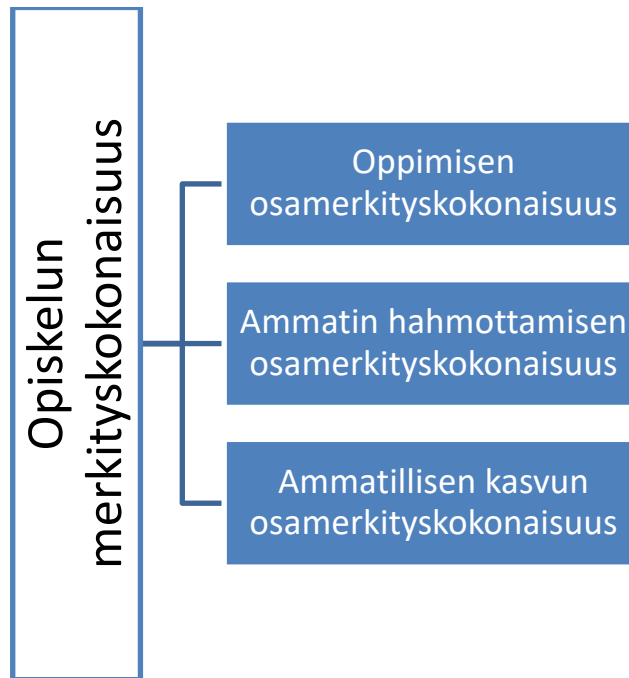 Opiskelun
merkityskokonaisuus
Oppimisen
osamerkityskokonaisuus
Ammatin hahmottamisen
osamerkityskokonaisuus
Ammatillisen kasvun
osamerkityskokonaisuus